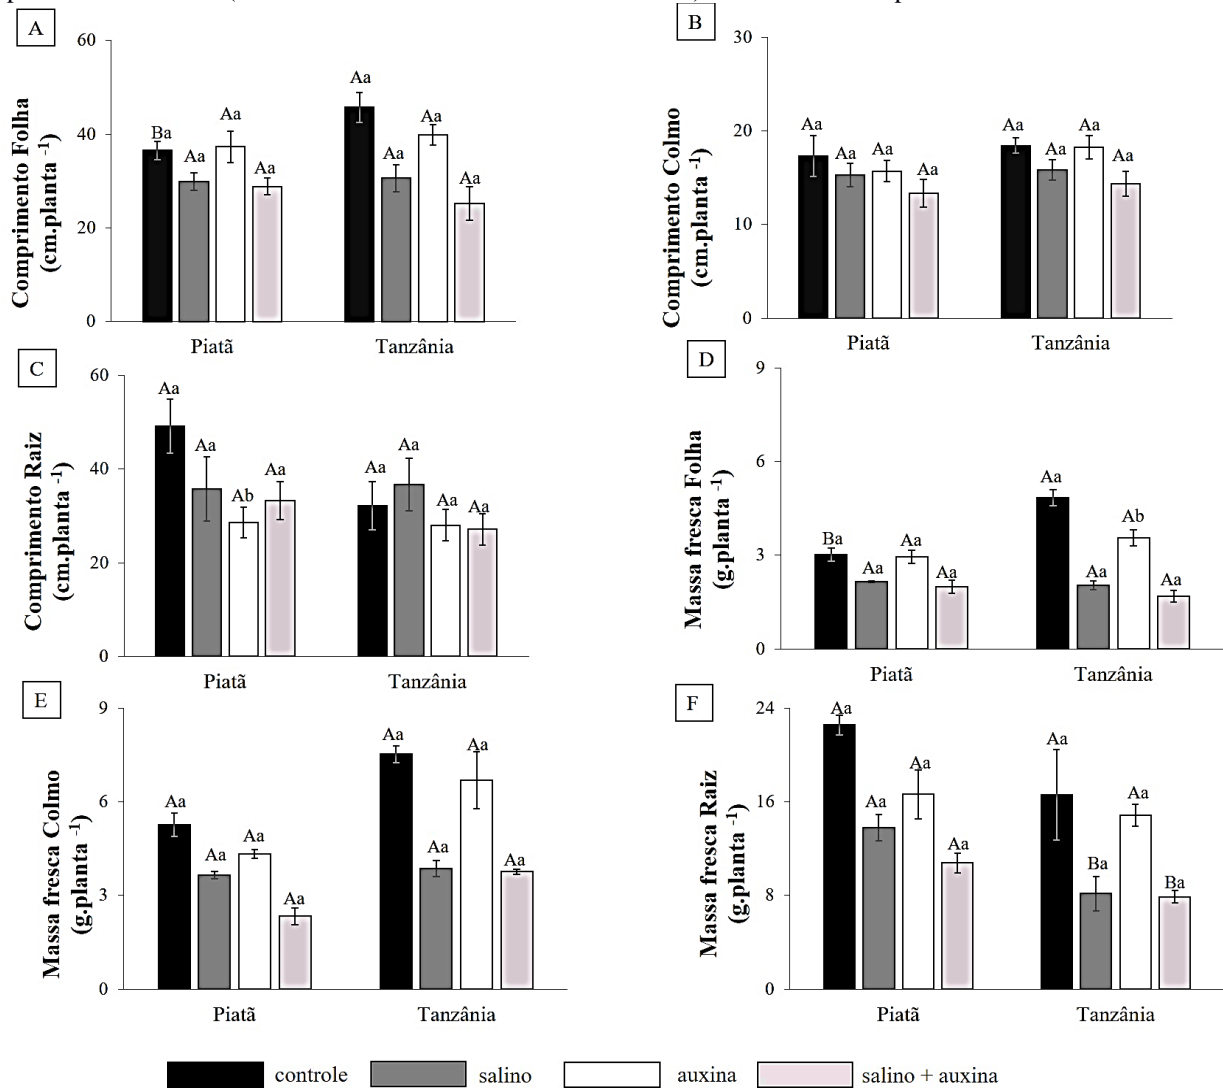 A
Comprimento Folha
(cm.planta -1)
60
40
20
0
Ba
Aa
Aa
Aa
Aa
Aa
Aa
Aa
Piatã
Tanzânia
B
Comprimento Colmo
(cm.planta -1)
30
20
10
0
Aa
Aa
Aa
Aa
Aa
Aa
Aa
Aa
Piatã
Tanzânia
C
Comprimento Raiz
(cm.planta -1)
60
40
20
0
Aa
Aa
Ab
Aa
Aa
Aa
Aa
Aa
Piatã
Tanzânia
D
Massa fresca Folha
(g.planta -1)
9
6
3
0
Ba
Aa
Aa
Aa
Aa
Aa
Ab
Aa
Piatã
Tanzânia
E
Massa fresca Colmo
(g.planta -1)
9
6
3
0
Aa
Aa
Aa
Aa
Aa
Aa
Aa
Aa
Piatã
Tanzânia
F
Massa fresca Raiz
(g.planta -1)
24
16
8
0
Aa
Aa
Aa
Aa
Aa
Ba
Aa
Ba
Piatã
Tanzânia
controle
salino
auxina
salino + auxina